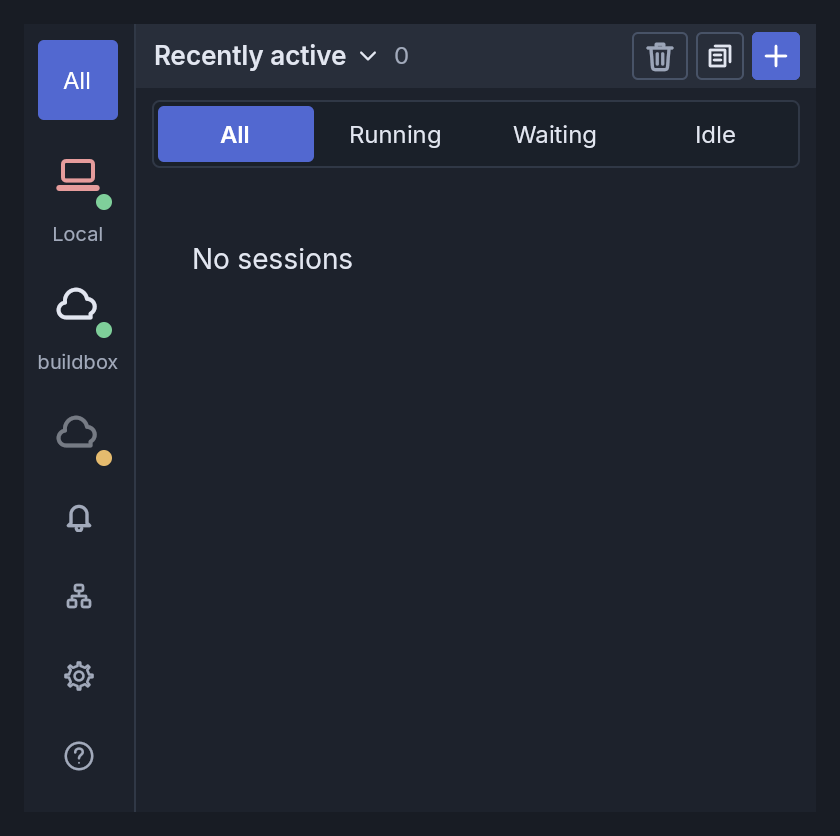 All
Recently active 0
All Running Waiting Idle
Local
No sessions
buildbox